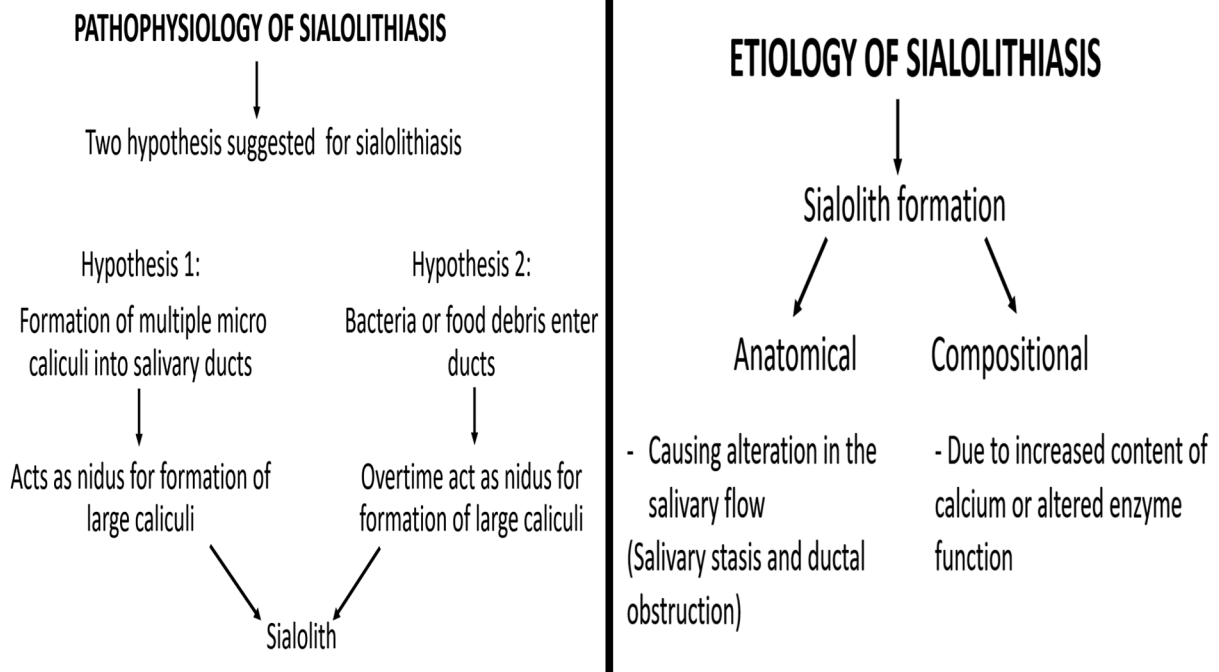 PATHOPHYSIOLOGY OF SIALOLITHIASIS
Two hypothesis suggested for sialolithiasis
Hypothesis 1:
Formation of multiple micro
caliculi into salivary ducts
Acts as nidus for formation of
large caliculi
Hypothesis 2:
Bacteria or food debris enter
ducts
Overtime act as nidus for
formation of large caliculi
Sialolith
ETIOLOGY OF SIALOLITHIASIS
Sialolith formation
Anatomical
- Causing alteration in the
salivary flow
(Salivary stasis and ductal
obstruction)
Compositional
- Due to increased content of
calcium or altered enzyme
function